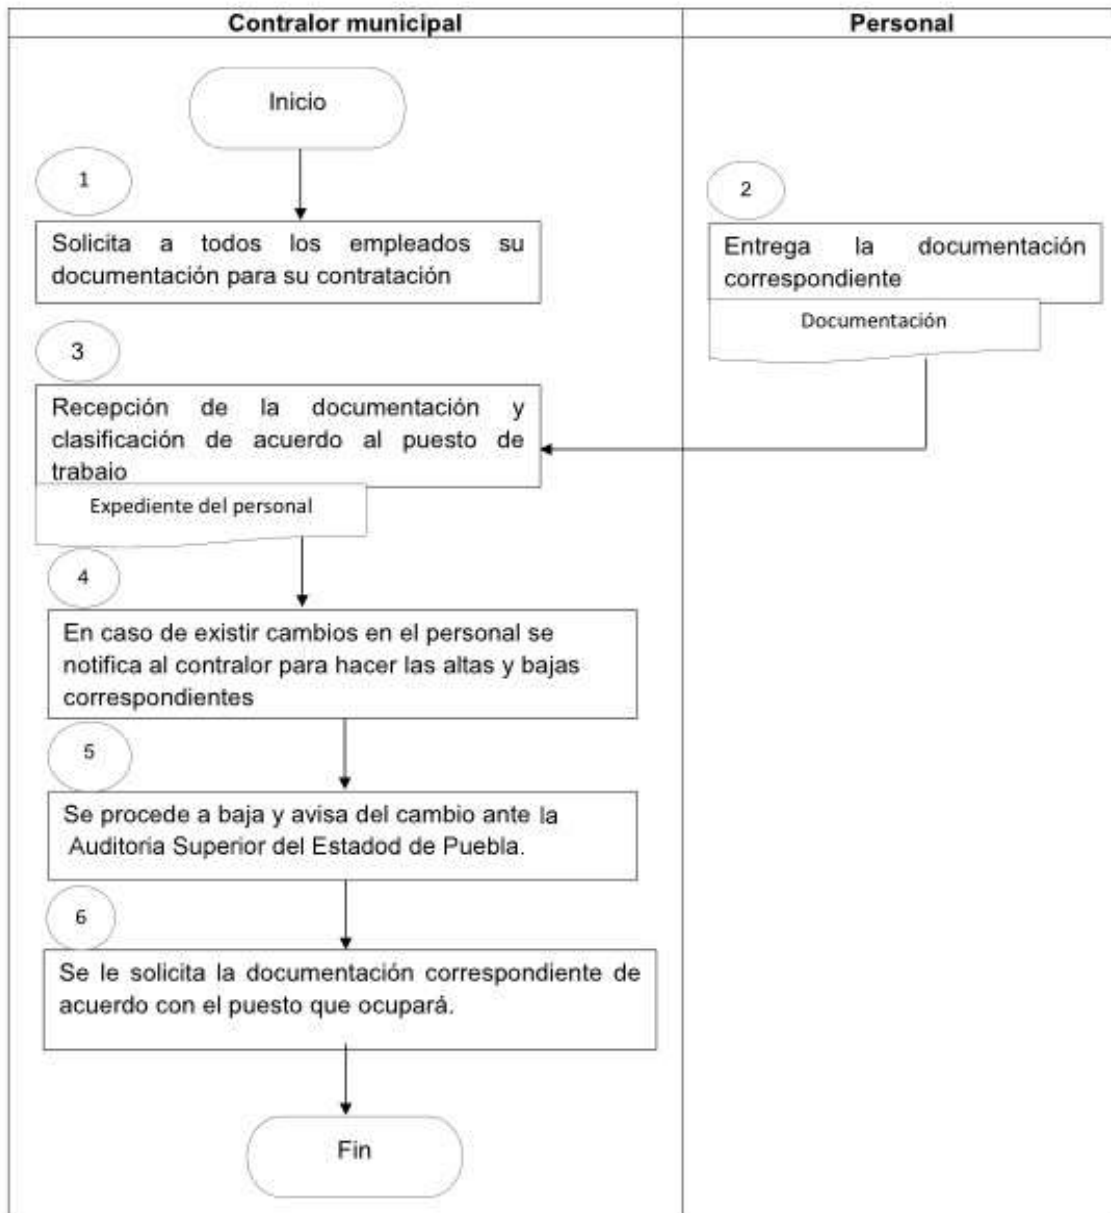 Contralor municipal
Personal
Inicio
1
Solicita a todos los empleados su
documentación para su contratación
2
Entrega la documentación
correspondiente
Documentación
3
Recepción de la documentación y
clasificación de acuerdo al puesto de
trabajo
Expediente del personal
4
En caso de existir cambios en el personal se
notifica al contralor para hacer las altas y bajas
correspondientes
5
Se procede a baja y avisa del cambio ante la
Auditoria Superior del Estadod de Puebla.
6
Se le solicita la documentación correspondiente de
acuerdo con el puesto que ocupará.
Fin